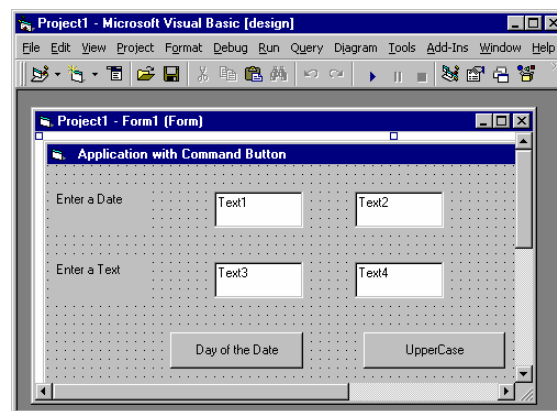 Project1 - Microsoft Visual Basic [design]
File Edit View Project Format Debug Run Query Diagram Tools Add-Ins Window Help
Project1 - Form1 (Form)
Application with Command Button
Enter a Date Text1 Text2
Enter a Text Text3 Text4
Day of the Date UpperCase